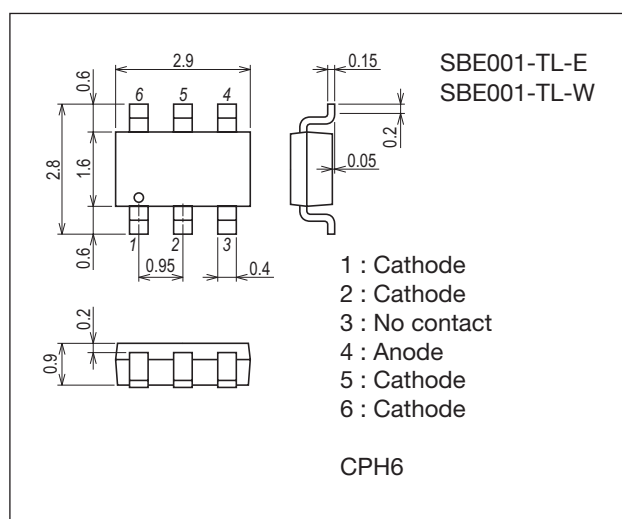 SBE001-TL-E
SBE001-TL-W
2.9
0.15
0.6
6
5
4
0.2
2.8
1.6
0.05
0.6
1
2
3
0.95
0.4
0.2
0.9
1 : Cathode
2 : Cathode
3 : No contact
4 : Anode
5 : Cathode
6 : Cathode
CPH6